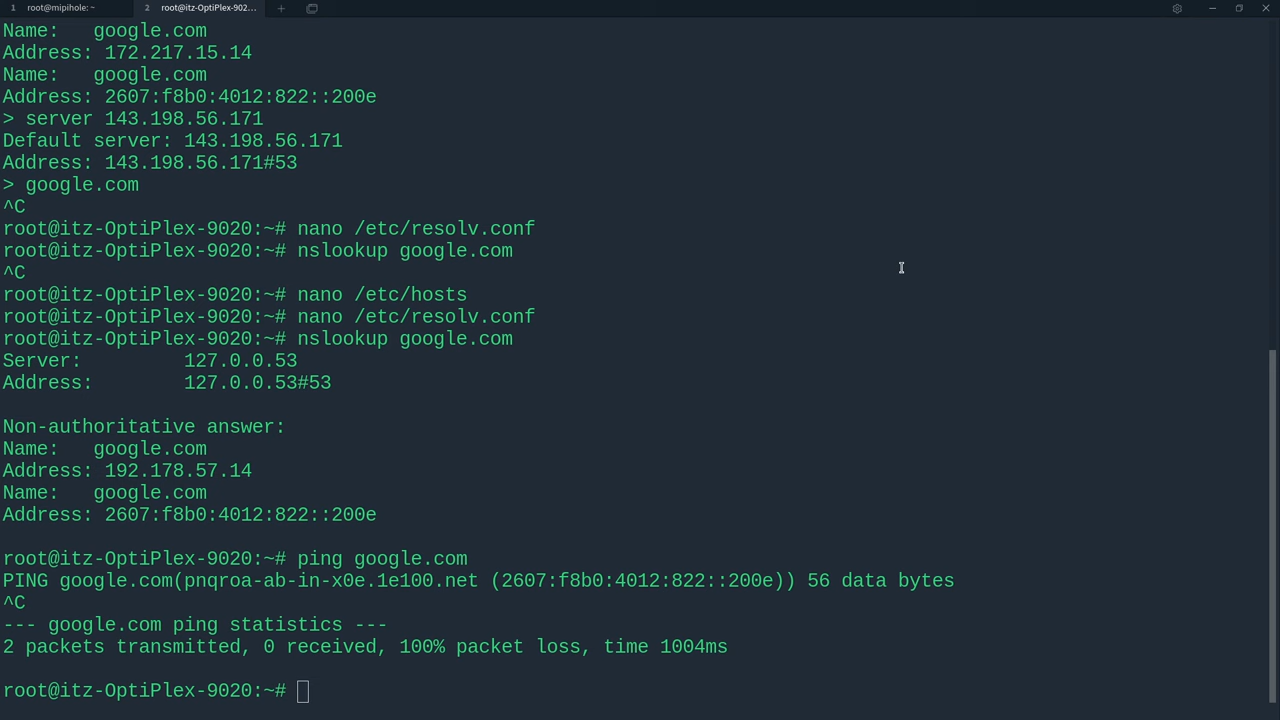 1 root@mipihole: ~
2 root@itz-OptiPlex-902...
Name:   google.com
Address: 172.217.15.14
Name:   google.com
Address: 2607:f8b0:4012:822::200e
> server 143.198.56.171
Default server: 143.198.56.171
Address: 143.198.56.171#53
> google.com
^C
root@itz-OptiPlex-9020:~# nano /etc/resolv.conf
root@itz-OptiPlex-9020:~# nslookup google.com
^C
root@itz-OptiPlex-9020:~# nano /etc/hosts
root@itz-OptiPlex-9020:~# nano /etc/resolv.conf
root@itz-OptiPlex-9020:~# nslookup google.com
Server:         127.0.0.53
Address:        127.0.0.53#53
Non-authoritative answer:
Name:   google.com
Address: 192.178.57.14
Name:   google.com
Address: 2607:f8b0:4012:822::200e
root@itz-OptiPlex-9020:~# ping google.com
PING google.com(pnqroa-ab-in-x0e.1e100.net (2607:f8b0:4012:822::200e)) 56 data bytes
^C
--- google.com ping statistics ---
2 packets transmitted, 0 received, 100% packet loss, time 1004ms
root@itz-OptiPlex-9020:~#